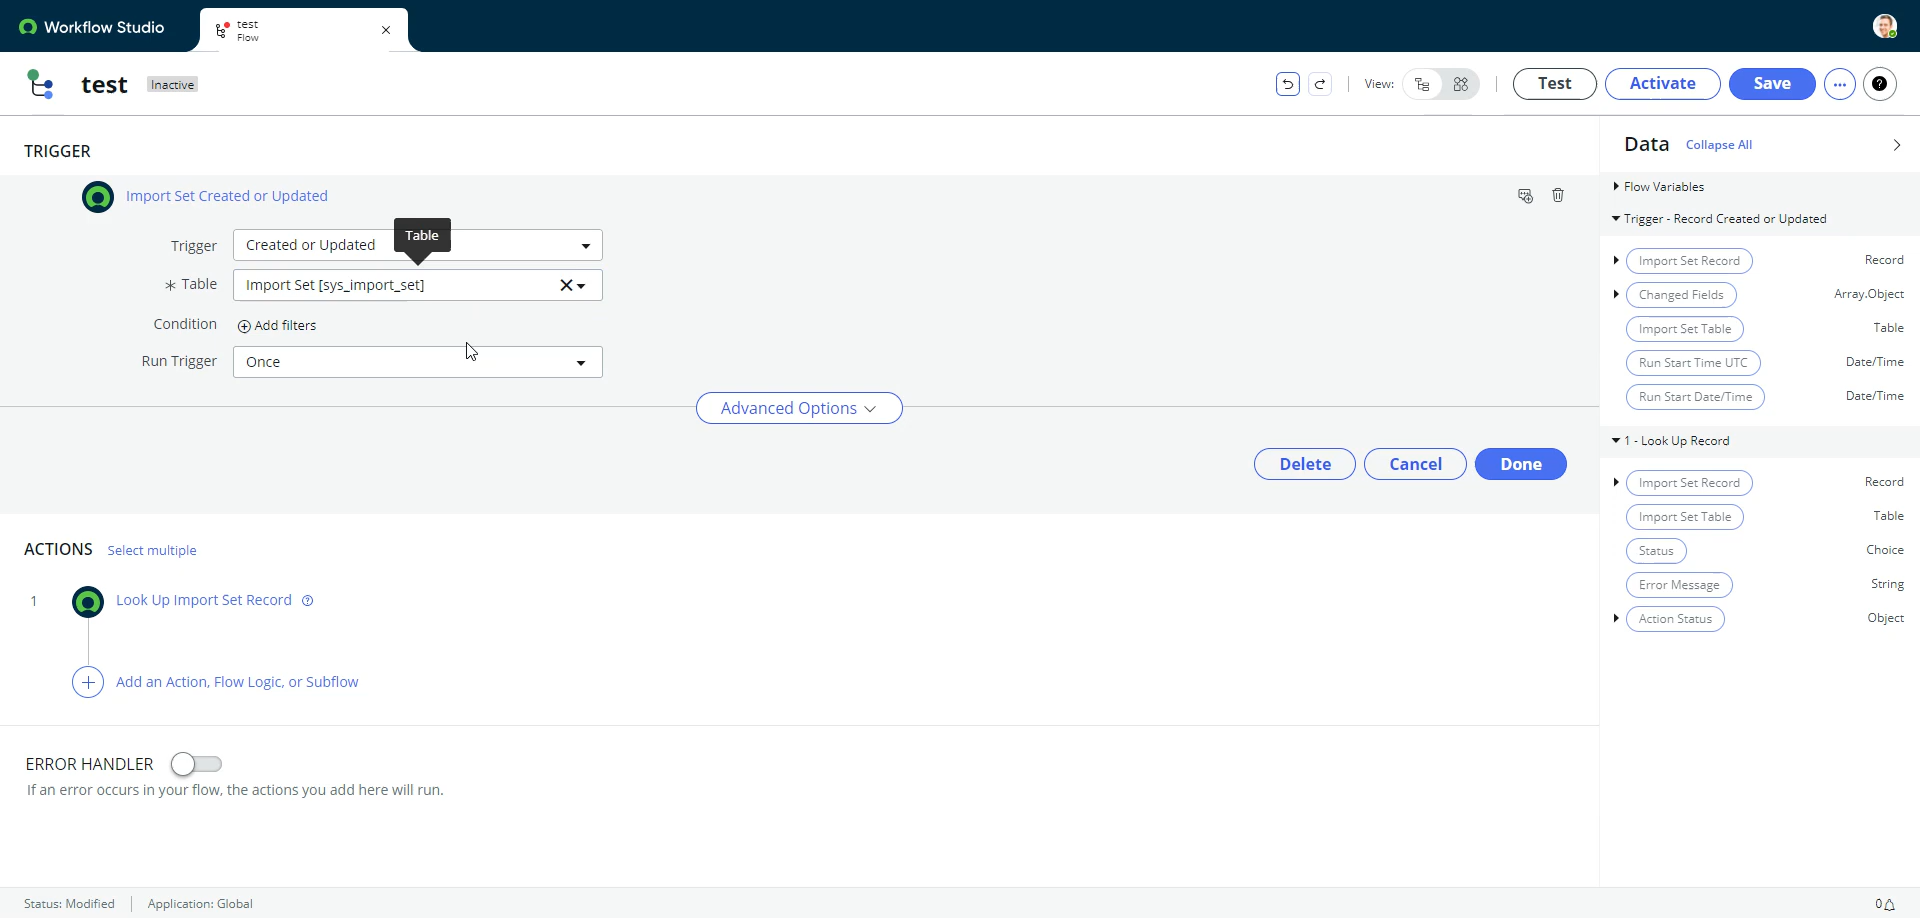 Workflow Studio
test
Flow
test
Inactive
View:
Test
Activate
Save
TRIGGER
Import Set Created or Updated
Trigger
Created or Updated
Table
* Table
Import Set [sys_import_set]
Condition
Add filters
Run Trigger
Once
Advanced Options
Delete
Cancel
Done
ACTIONS
Select multiple
1
Look Up Import Set Record
Add an Action, Flow Logic, or Subflow
ERROR HANDLER
If an error occurs in your flow, the actions you add here will run.
Data
Collapse All
Flow Variables
Trigger - Record Created or Updated
Import Set Record
Record
Changed Fields
Array.Object
Import Set Table
Table
Run Start Time UTC
Date/Time
Run Start Date/Time
Date/Time
1 - Look Up Record
Import Set Record
Record
Import Set Table
Table
Status
Choice
Error Message
String
Action Status
Object
Status: Modified
Application: Global
0